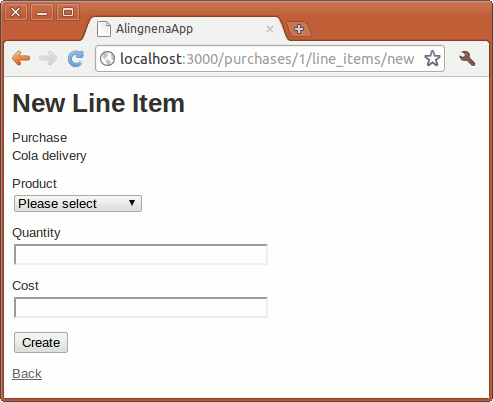 AlingnenaApp
localhost:3000/purchases/1/line_items/new
New Line Item
Purchase
Cola delivery
Product
Please select
Quantity
Cost
Create
Back